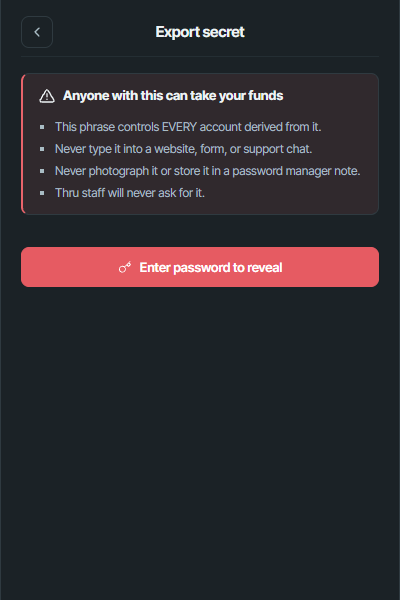 Export secret
Anyone with this can take your funds
This phrase controls EVERY account derived from it.
Never type it into a website, form, or support chat.
Never photograph it or store it in a password manager note.
Thru staff will never ask for it.
Enter password to reveal